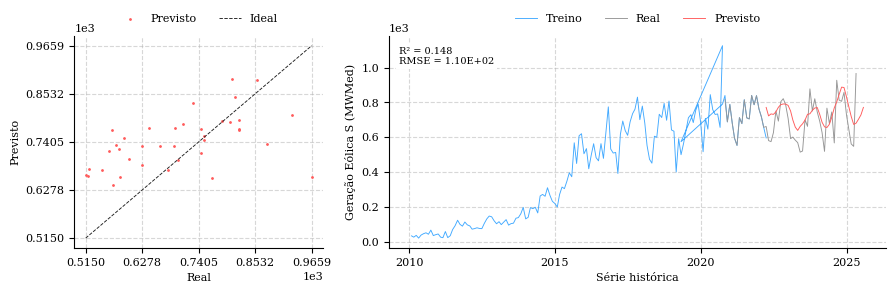 Previsto Ideal
1e3
0.9659
0.8532
0.7405
0.6278
0.5150
Previsto
0.5150 0.6278 0.7405 0.8532 0.9659
1e3
Real
Treino Real Previsto
1e3
R² = 0.148
RMSE = 1.10E+02
1.0
0.8
0.6
0.4
0.2
0.0
Geração Eólica S (MWMed)
2010 2015 2020 2025
Série histórica